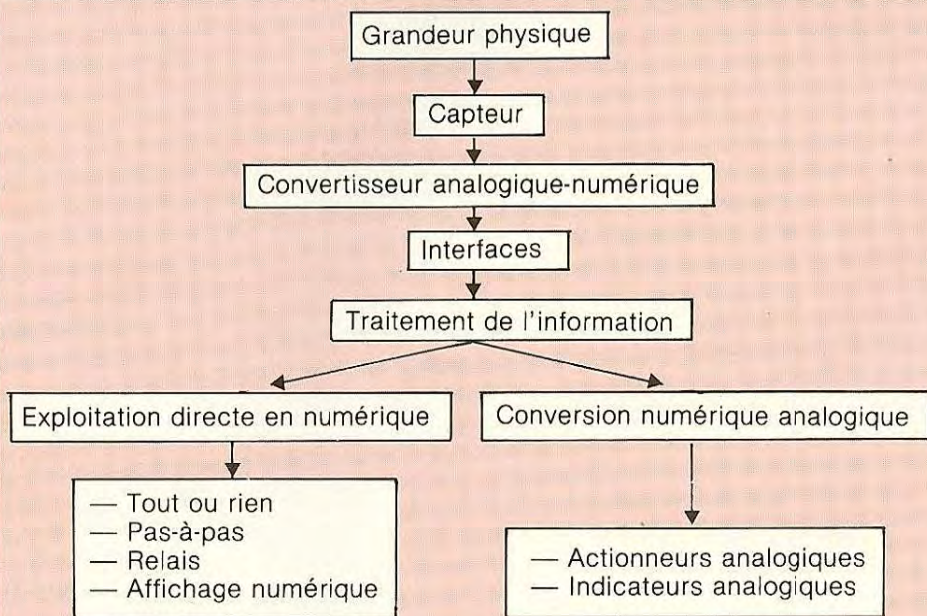 Grandeur physique
Capteur
Convertisseur analogique-numérique
Interfaces
Traitement de l'information
Exploitation directe en numérique
Conversion numérique analogique
— Tout ou rien
— Pas-à-pas
— Relais
— Affichage numérique
— Actionneurs analogiques
— Indicateurs analogiques